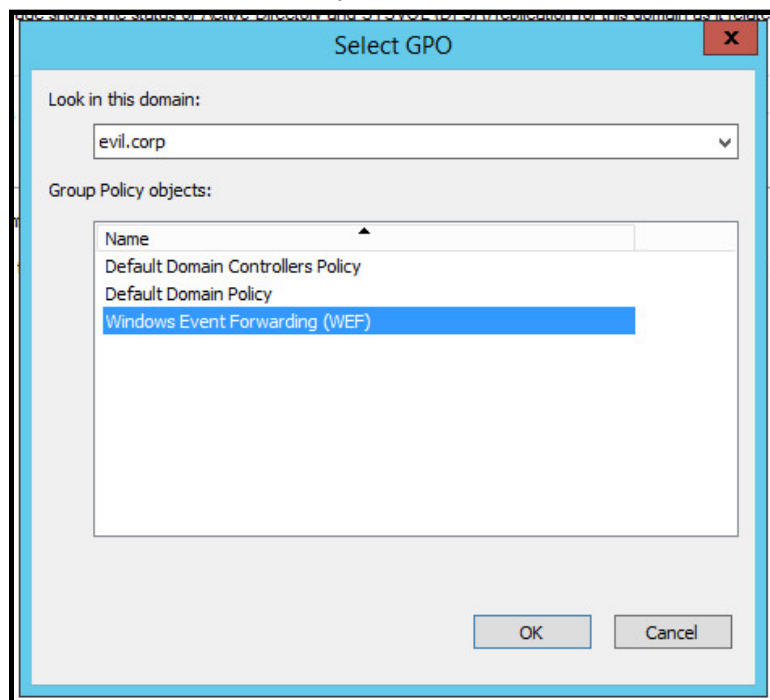 Select GPO
x
Look in this domain:
evil.corp
Group Policy objects:
Name
Default Domain Controllers Policy
Default Domain Policy
Windows Event Forwarding (WEF)
OK
Cancel